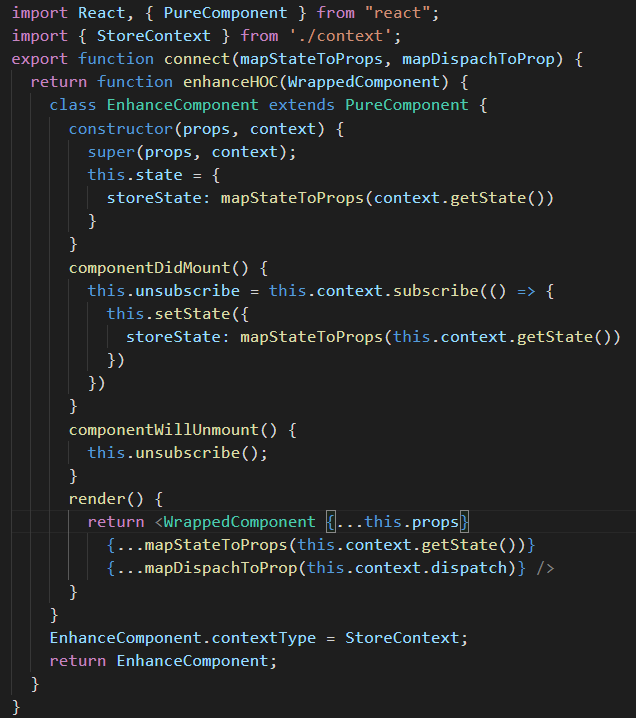 import React, { PureComponent } from "react";
import { StoreContext } from './context';
export function connect(mapStateToProps, mapDispachToProp) {
return function enhanceHOC(WrappedComponent) {
class EnhanceComponent extends PureComponent {
constructor(props, context) {
super(props, context);
this.state = {
storeState: mapStateToProps(context.getState())
}
}
componentDidMount() {
this.unsubscribe = this.context.subscribe(() => {
this.setState({
storeState: mapStateToProps(this.context.getState())
})
})
}
componentWillUnmount() {
this.unsubscribe();
}
render() {
return <WrappedComponent {...this.props}
{...mapStateToProps(this.context.getState())}
{...mapDispachToProp(this.context.dispatch)} />
}
}
EnhanceComponent.contextType = StoreContext;
return EnhanceComponent;
}
}